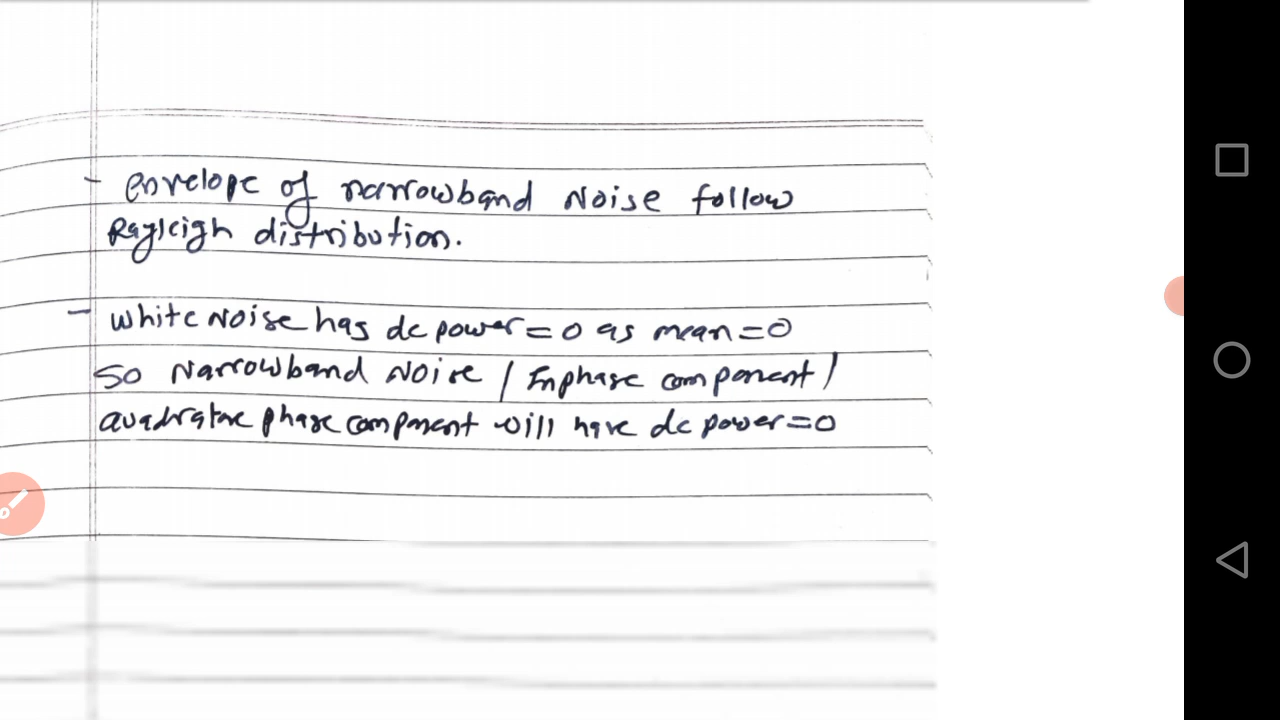 - envelope of narrowband Noise follow
Rayleigh distribution.
- white Noise has dc power = 0 as mean = 0
so Narrowband Noise / Inphase component /
Quadrature phase component will have dc power = 0